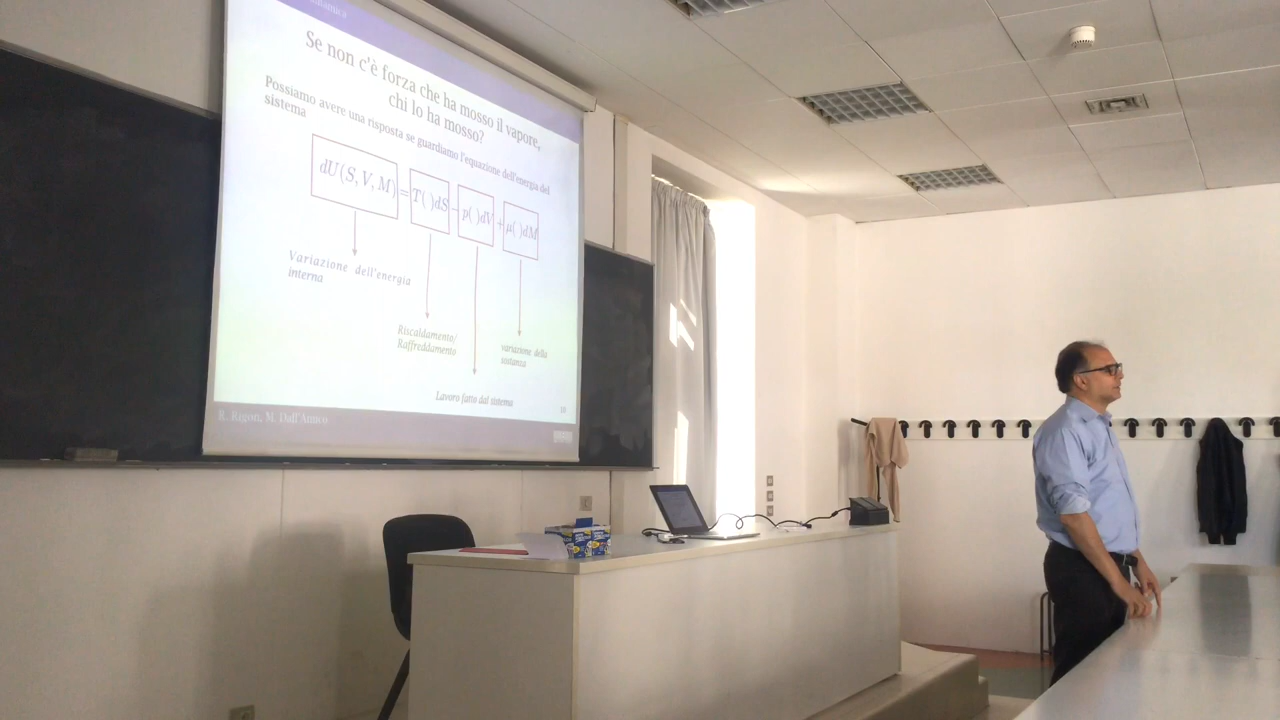 Se non c'è forza che ha mosso il vapore,
chi lo ha mosso?
Possiamo avere una risposta se guardiamo l'equazione dell'energia del
sistema
dU(S, V, M) = T( )dS − p( )dV + μ( )dM
Variazione dell'energia
interna
Riscaldamento/
Raffreddamento
variazione della
sostanza
Lavoro fatto dal sistema
R. Rigon, M. Dall'Amico
10